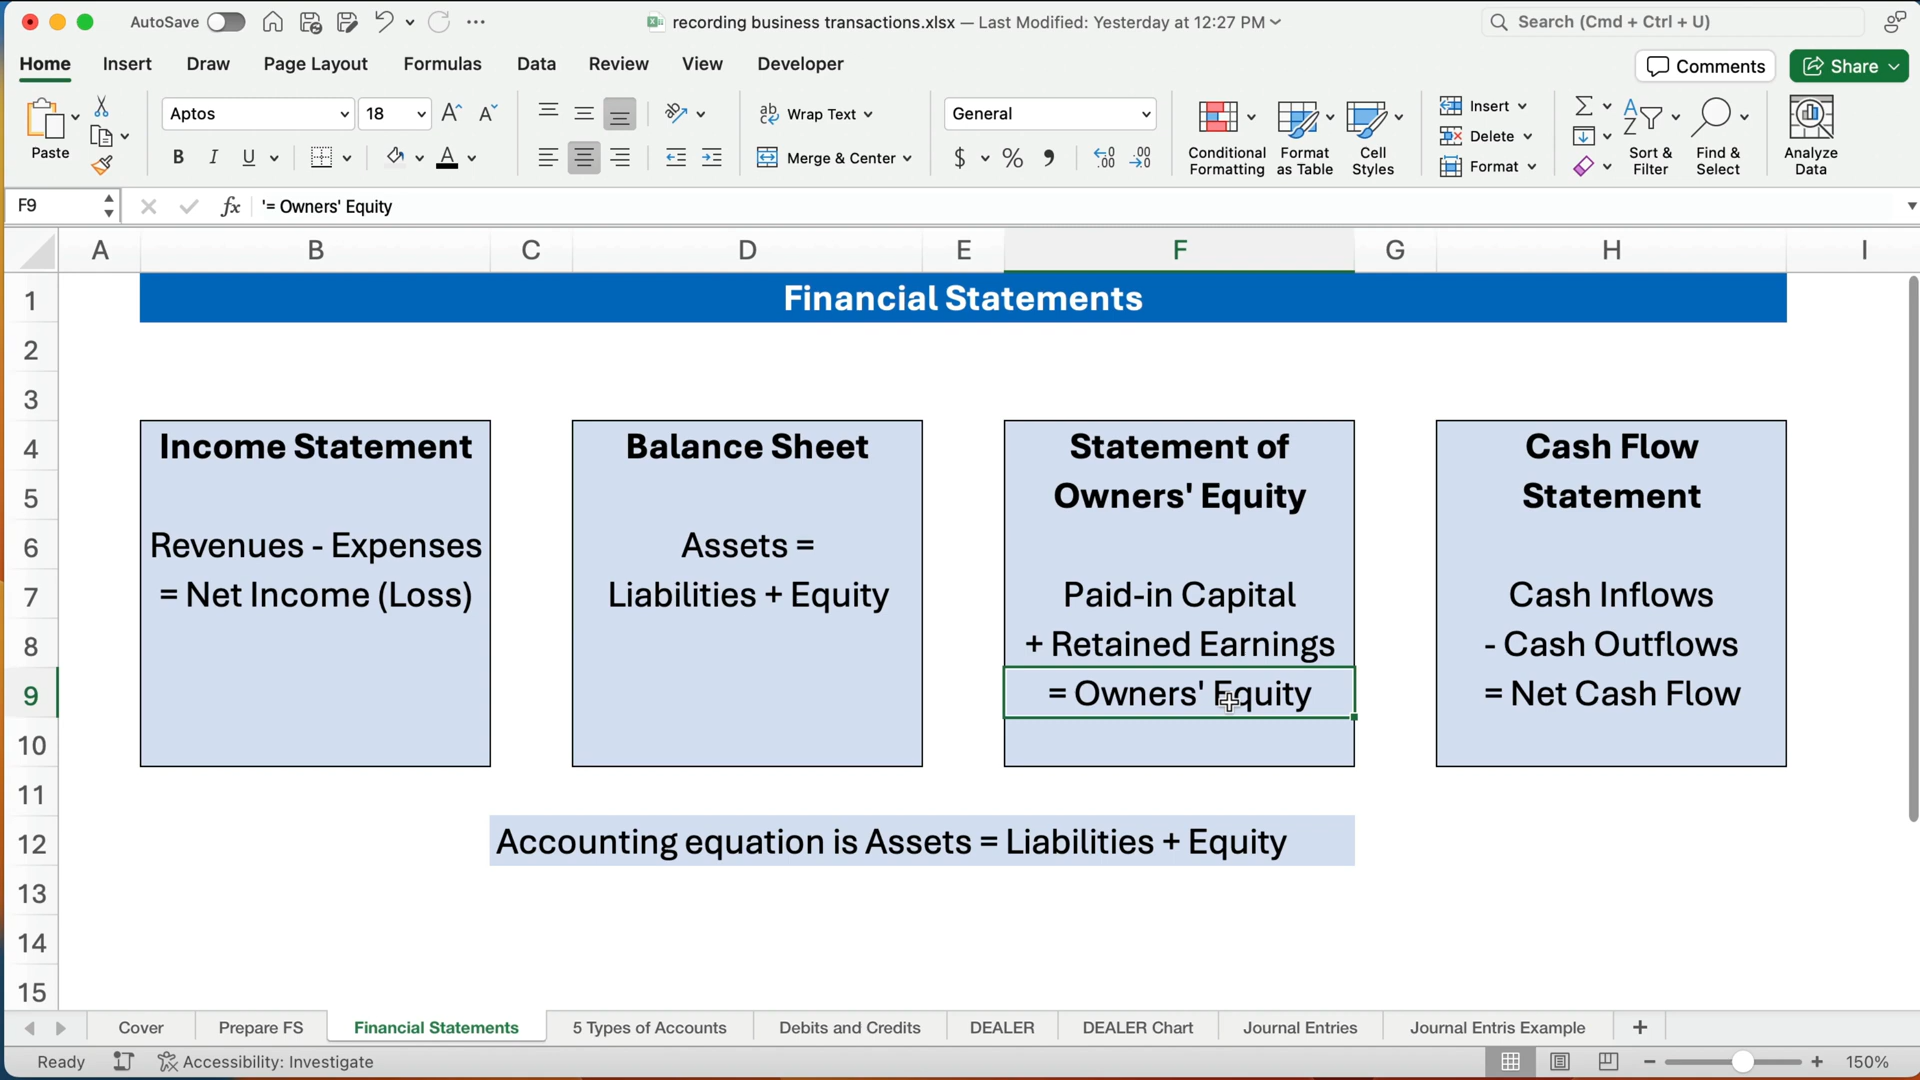 AutoSave
recording business transactions.xlsx — Last Modified: Yesterday at 12:27 PM
Search (Cmd + Ctrl + U)
Home Insert Draw Page Layout Formulas Data Review View Developer
Comments Share
Paste
Aptos 18
B I U
Wrap Text
Merge & Center
General
$ % 9
Conditional Formatting
Format as Table
Cell Styles
Insert
Delete
Format
Sort & Filter
Find & Select
Analyze Data
F9 fx '= Owners' Equity
A B C D E F G H I
1 Financial Statements
2
3
4 Income Statement Balance Sheet Statement of Cash Flow
5 Owners' Equity Statement
6 Revenues - Expenses Assets =
7 = Net Income (Loss) Liabilities + Equity Paid-in Capital Cash Inflows
8 + Retained Earnings - Cash Outflows
9 = Owners' Equity = Net Cash Flow
10
11
12 Accounting equation is Assets = Liabilities + Equity
13
14
15
Cover Prepare FS Financial Statements 5 Types of Accounts Debits and Credits DEALER DEALER Chart Journal Entries Journal Entris Example +
Ready Accessibility: Investigate 150%